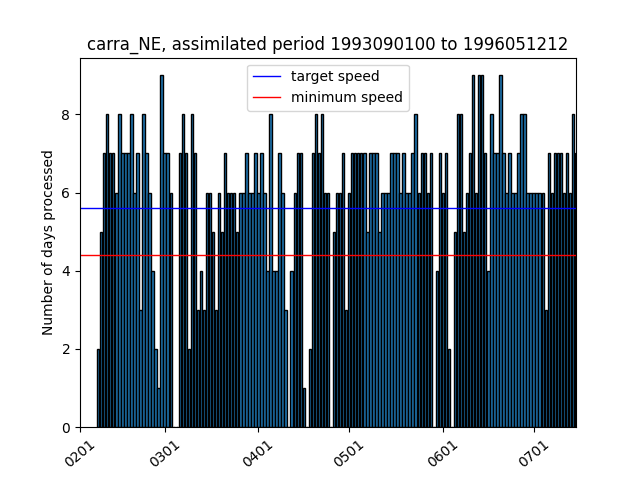 carra_NE, assimilated period 1993090100 to 1996051212
target speed
minimum speed
Number of days processed
8
6
4
2
0
0201 0301 0401 0501 0601 0701